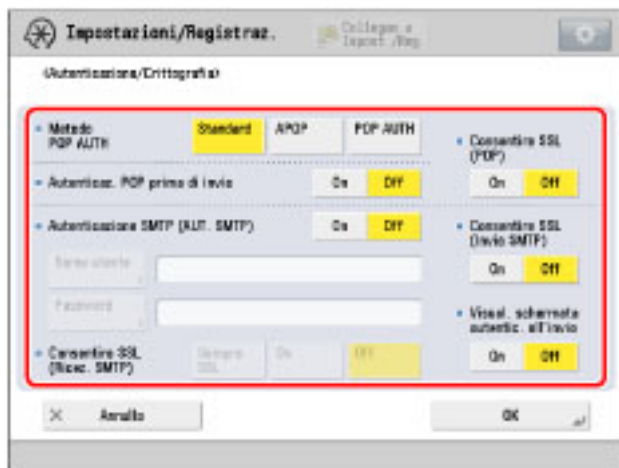 Impostazioni/Registraz.
Collegam a
Impost./Reg.
<Autenticazione/Crittografia>
Metodo
POP AUTH
Standard
APOP
POP AUTH
Consentire SSL
(POP)
On
Off
Autenticaz. POP prima di invio
On
Off
Autenticazione SMTP (AUT. SMTP)
On
Off
Consentire SSL
(Invio SMTP)
On
Off
Nome utente
Password
Visual. schermata
autentic. all'invio
On
Off
Consentire SSL
(Ricez. SMTP)
Sempre
SSL
On
Off
Annulla
OK